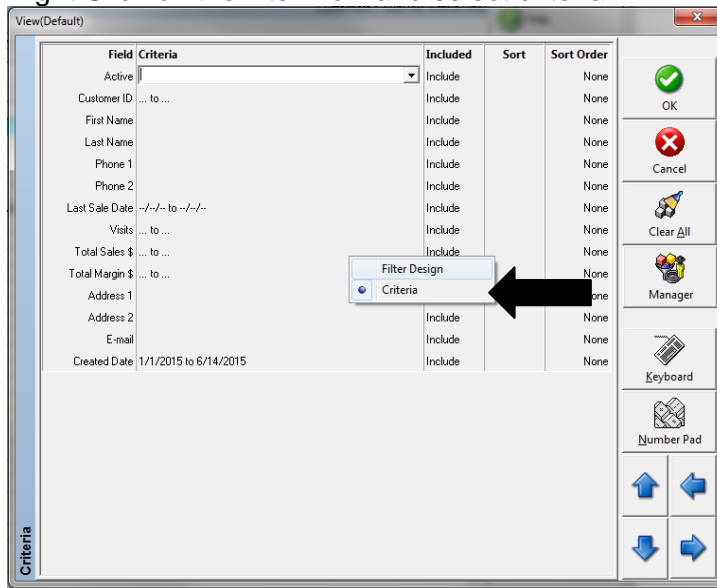 View(Default)
Field Criteria Included Sort Sort Order
Active Include None
Customer ID ... to ... Include None
First Name Include None
Last Name Include None
Phone 1 Include None
Phone 2 Include None
Last Sale Date --/--/-- to --/--/-- Include None
Visits ... to ... Include None
Total Sales $ ... to ... Include None
Total Margin $ ... to ... None
Address 1
Address 2 Include None
E-mail Include None
Created Date 1/1/2015 to 6/14/2015 Include None
Filter Design
Criteria
OK
Cancel
Clear All
Manager
Keyboard
Number Pad
Criteria